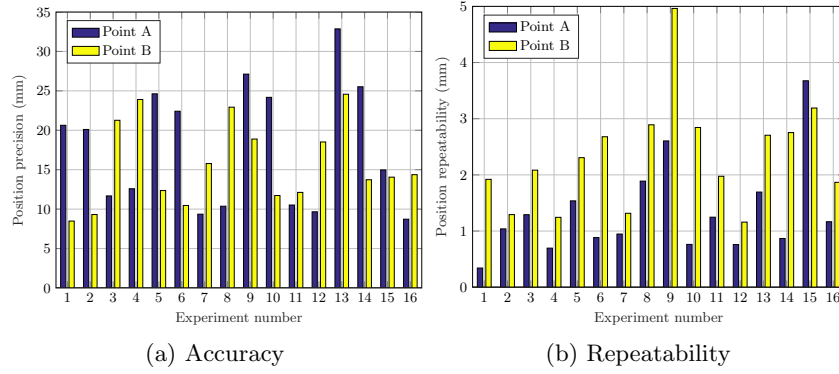 35
30
25
20
15
10
5
0
Position precision (mm)
Point A
Point B
1 2 3 4 5 6 7 8 9 10 11 12 13 14 15 16
Experiment number
(a) Accuracy
5
4
3
2
1
0
Position repeatability (mm)
Point A
Point B
1 2 3 4 5 6 7 8 9 10 11 12 13 14 15 16
Experiment number
(b) Repeatability